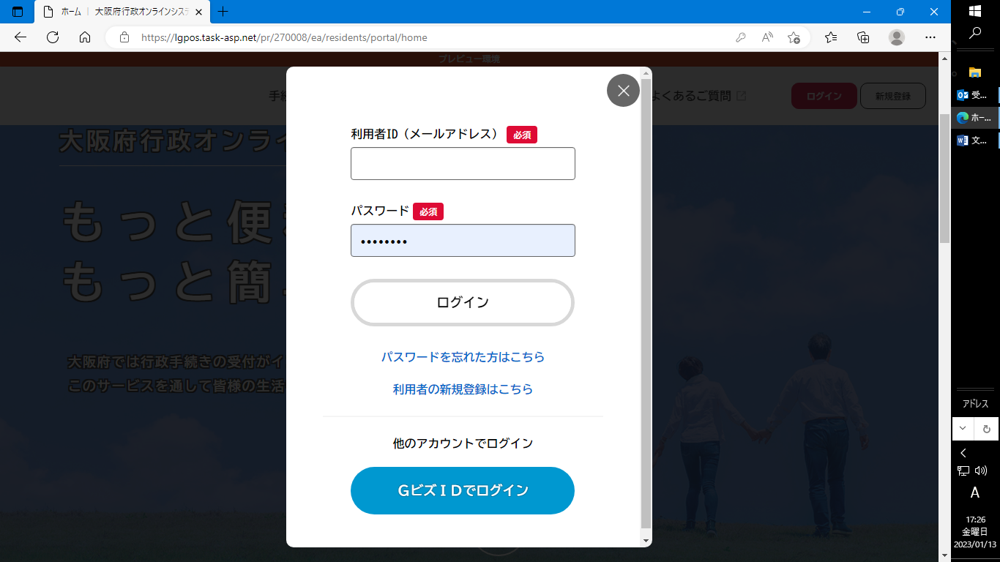 ホーム | 大阪府行政オンラインシステ
https://lgpos.task-asp.net/pr/270008/ea/residents/portal/home
プレビュー環境
手続
よくあるご質問
ログイン
新規登録
大阪府行政オンライ
もっと便
もっと簡
大阪府では行政手続きの受付がイ
このサービスを通して皆様の生活
利用者ID（メールアドレス） 必須
パスワード 必須
••••••••
ログイン
パスワードを忘れた方はこちら
利用者の新規登録はこちら
他のアカウントでログイン
ＧビズＩＤでログイン
受...
ホー...
文...
アドレス
A
17:26
金曜日
2023/01/13